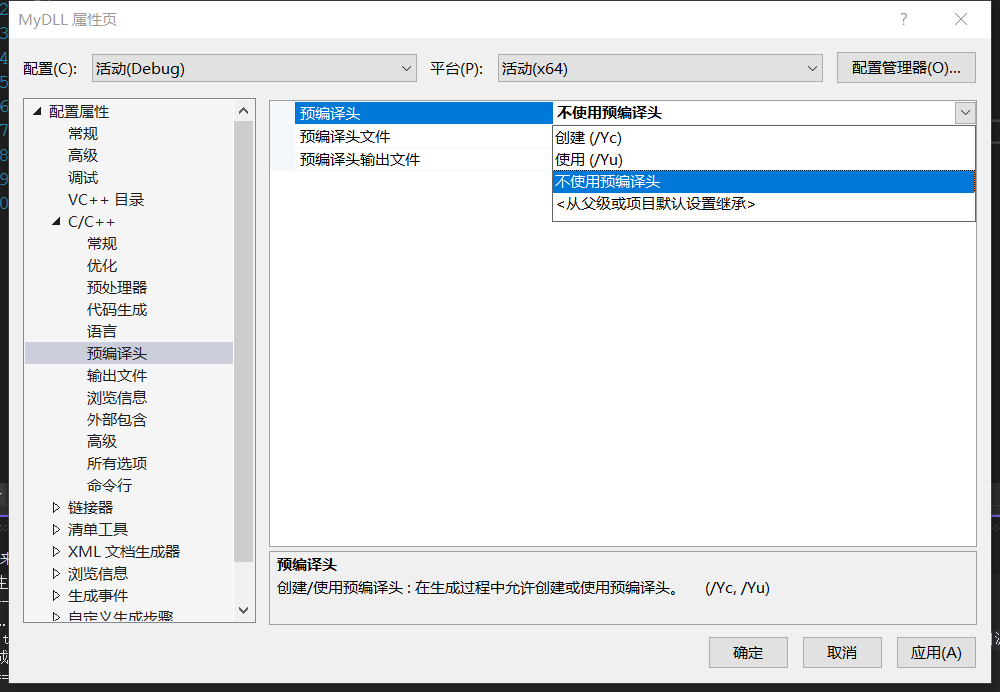 MyDLL 属性页
配置(C):
活动(Debug)
平台(P):
活动(x64)
配置管理器(O)...
配置属性
常规
高级
调试
VC++ 目录
C/C++
常规
优化
预处理器
代码生成
语言
预编译头
输出文件
浏览信息
外部包含
高级
所有选项
命令行
链接器
清单工具
XML 文档生成器
浏览信息
生成事件
自定义生成步骤
预编译头
不使用预编译头
预编译头文件
预编译头输出文件
创建 (/Yc)
使用 (/Yu)
不使用预编译头
<从父级或项目默认设置继承>
预编译头
创建/使用预编译头 : 在生成过程中允许创建或使用预编译头。 (/Yc, /Yu)
确定
取消
应用(A)